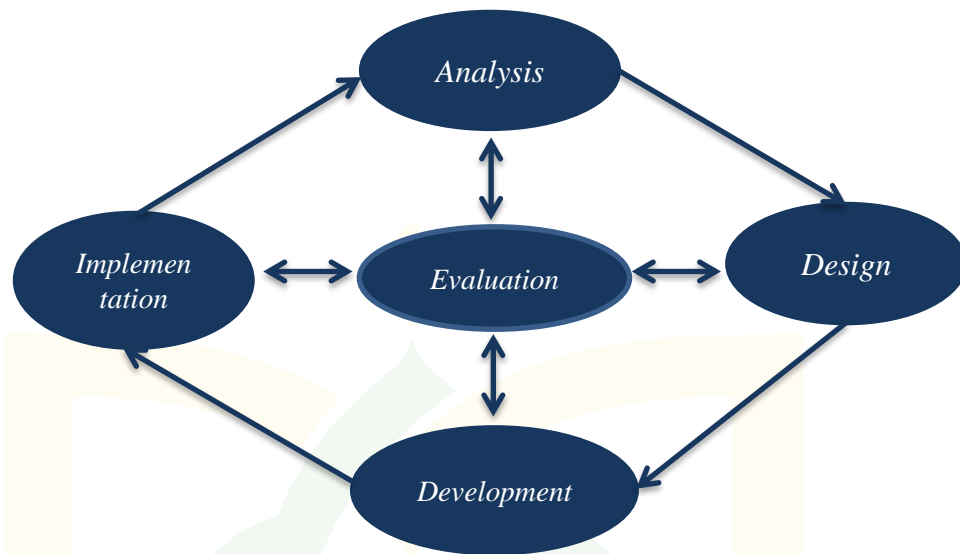 Analysis
Implemen
tation
Evaluation
Design
Development